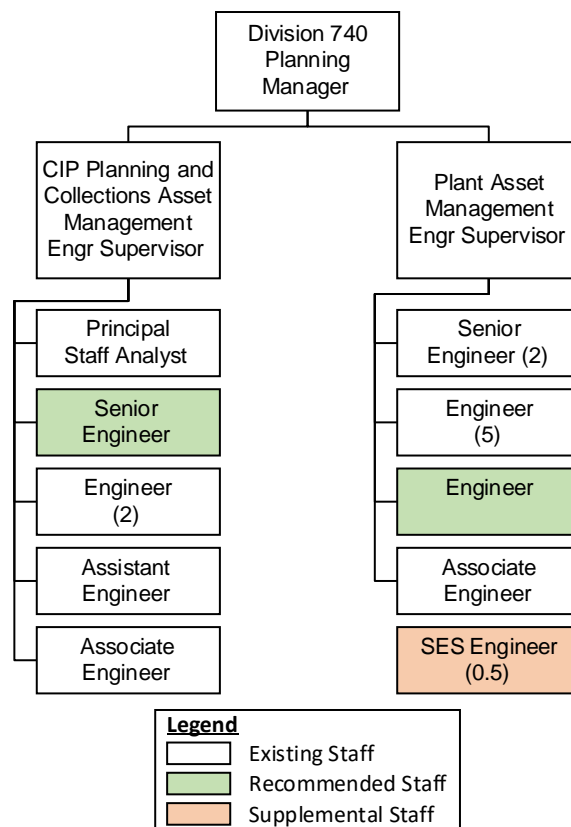 Division 740
Planning
Manager
CIP Planning and
Collections Asset
Management
Engr Supervisor
Principal
Staff Analyst
Senior
Engineer
Engineer
(2)
Assistant
Engineer
Associate
Engineer
Plant Asset
Management
Engr Supervisor
Senior
Engineer (2)
Engineer
(5)
Engineer
Associate
Engineer
SES Engineer
(0.5)
Legend
Existing Staff
Recommended Staff
Supplemental Staff